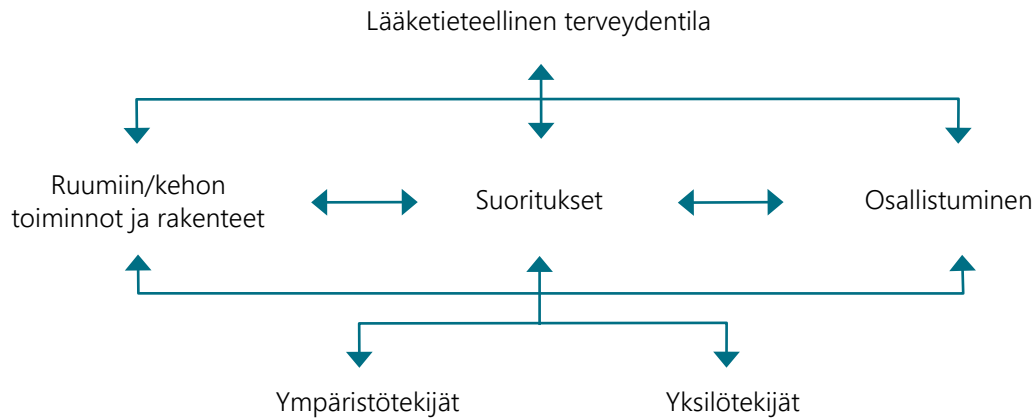 Lääketieteellinen terveydentila
Ruumiin/kehon
toiminnot ja rakenteet
Suoritukset
Osallistuminen
Ympäristötekijät
Yksilötekijät